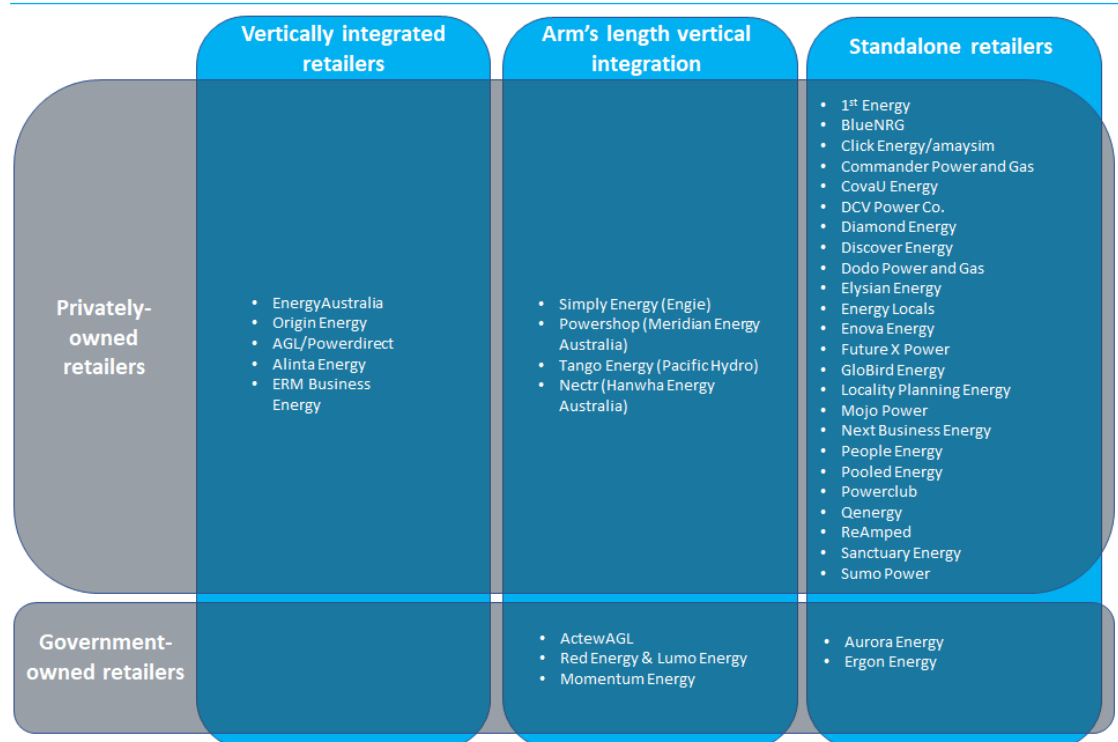 Vertically integrated
retailers
Arm's length vertical
integration
Standalone retailers
Privately-
owned
retailers
• EnergyAustralia
• Origin Energy
• AGL/Powerdirect
• Alinta Energy
• ERM Business
Energy
• Simply Energy (Engie)
• Powershop (Meridian Energy
Australia)
• Tango Energy (Pacific Hydro)
• Nectr (Hanwha Energy
Australia)
• 1st Energy
• BlueNRG
• Click Energy/amaysim
• Commander Power and Gas
• CovaU Energy
• DCV Power Co.
• Diamond Energy
• Discover Energy
• Dodo Power and Gas
• Elysian Energy
• Energy Locals
• Enova Energy
• Future X Power
• GloBird Energy
• Locality Planning Energy
• Mojo Power
• Next Business Energy
• People Energy
• Pooled Energy
• Powerclub
• Qenergy
• ReAmped
• Sanctuary Energy
• Sumo Power
Government-
owned retailers
• ActewAGL
• Red Energy & Lumo Energy
• Momentum Energy
• Aurora Energy
• Ergon Energy